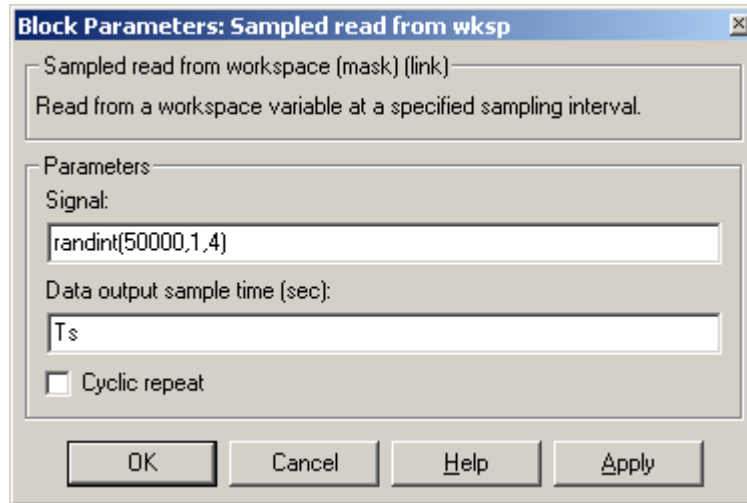 Block Parameters: Sampled read from wksp
Sampled read from workspace (mask) (link)
Read from a workspace variable at a specified sampling interval.
Parameters
Signal:
randint(50000,1,4)
Data output sample time (sec):
Ts
Cyclic repeat
OK Cancel Help Apply